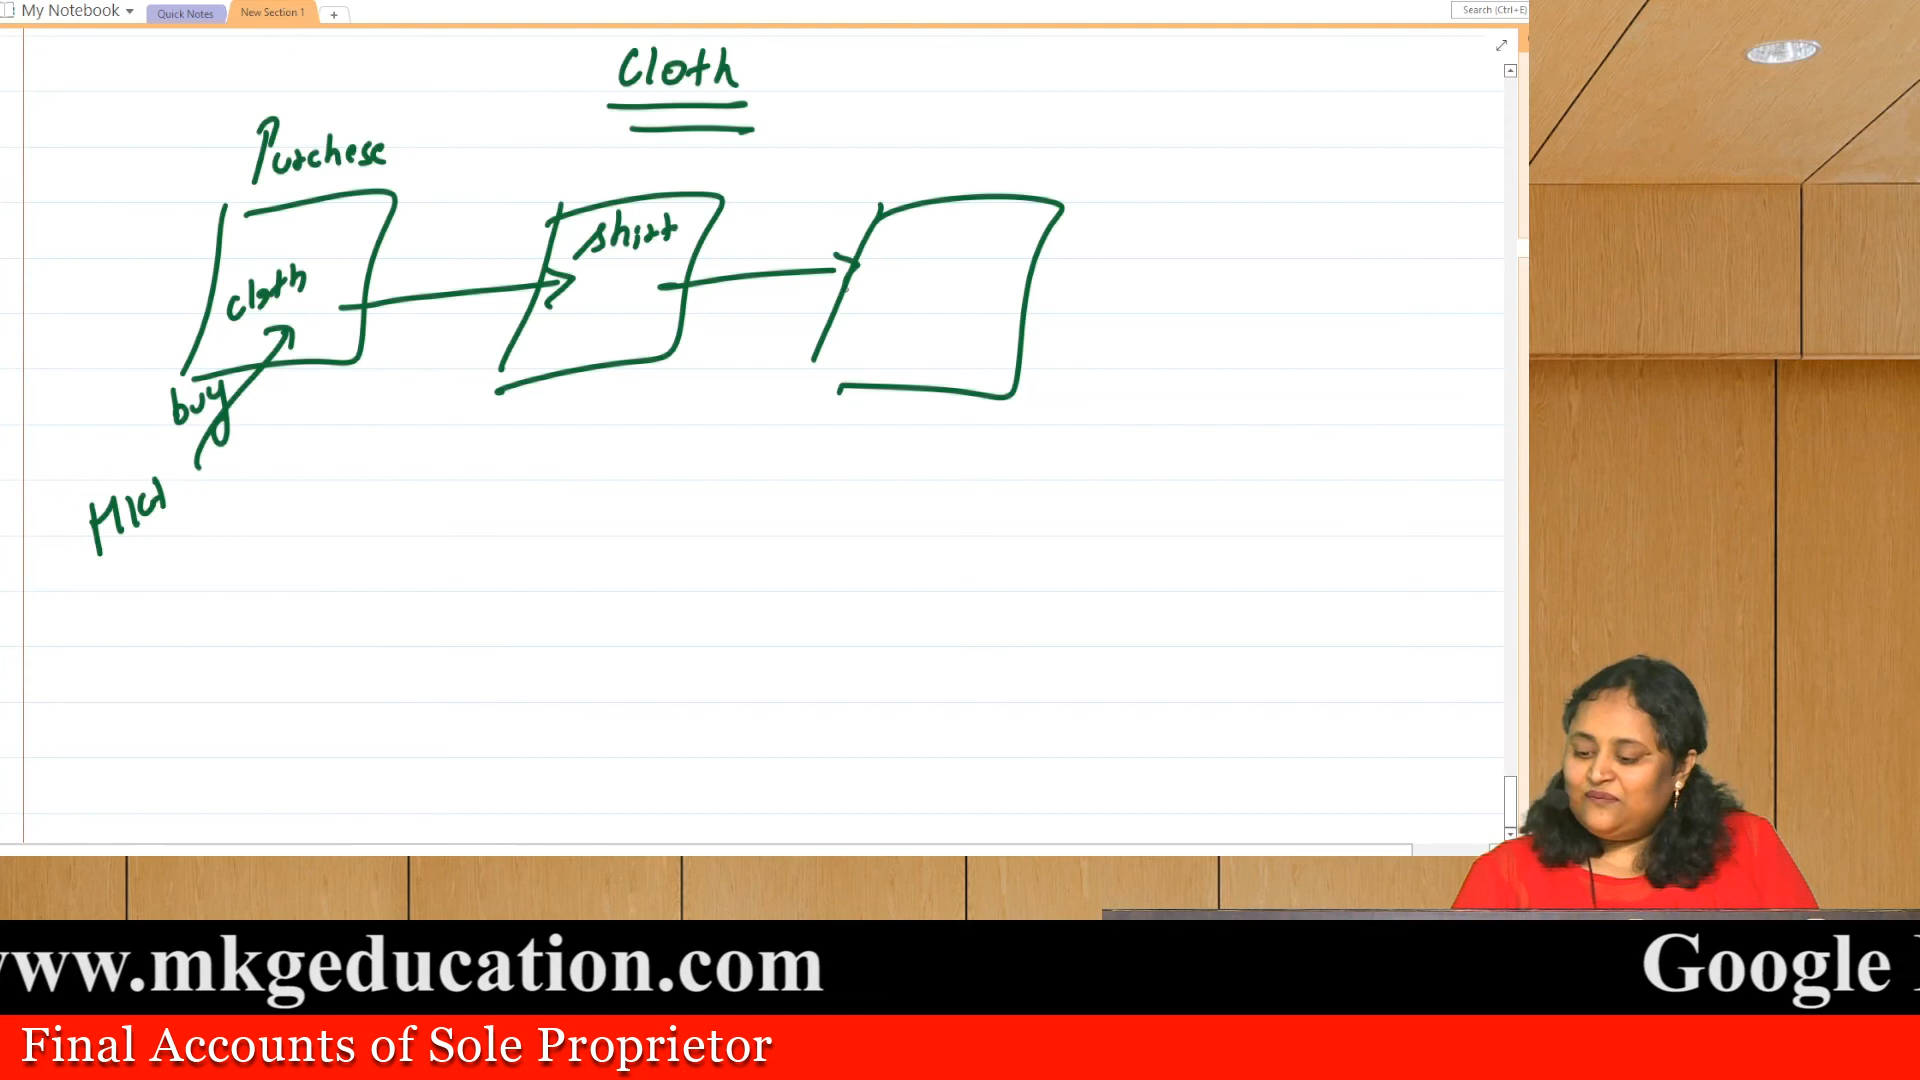 My Notebook
Quick Notes
New Section 1
+
Search (Ctrl+E)
Cloth
Purchese
cloth
shirt
buy
www.mkgeducation.com
Google
Final Accounts of Sole Proprietor